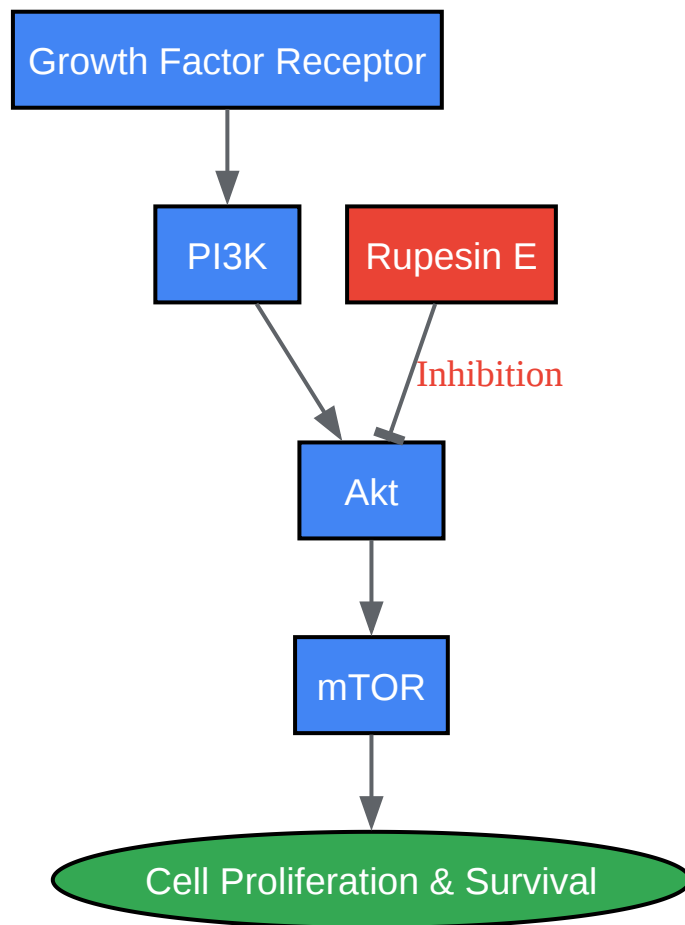 Growth Factor Receptor
PI3K
Rupesin E
Inhibition
Akt
mTOR
Cell Proliferation & Survival